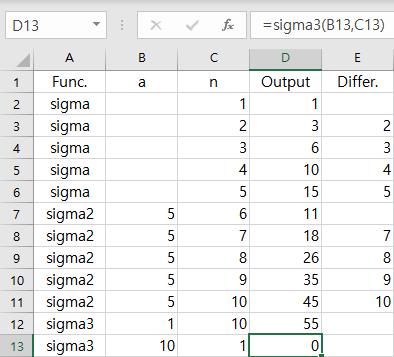 D13 fx =sigma3(B13,C13)
A B C D E
1 Func. a n Output Differ.
2 sigma 1 1
3 sigma 2 3 2
4 sigma 3 6 3
5 sigma 4 10 4
6 sigma 5 15 5
7 sigma2 5 6 11
8 sigma2 5 7 18 7
9 sigma2 5 8 26 8
10 sigma2 5 9 35 9
11 sigma2 5 10 45 10
12 sigma3 1 10 55
13 sigma3 10 1 0